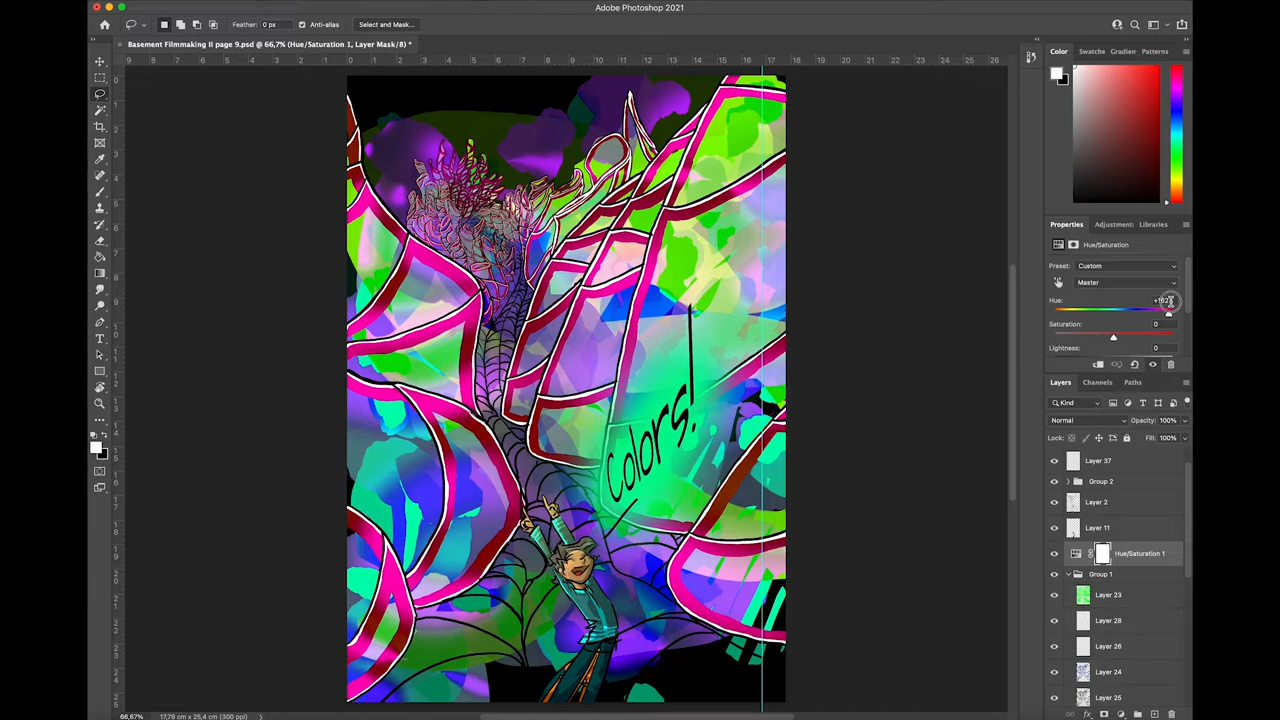 Adobe Photoshop 2021
Feather: 0 px
Anti-alias
Select and Mask...
Basement Filmmaking II page 9.psd @ 66,7% (Hue/Saturation 1, Layer Mask/8) *
Color
Swatche
Gradien
Patterns
Properties
Adjustment
Libraries
Hue/Saturation
Preset: Custom
Master
Hue:
Saturation: 0
Lightness: 0
Colors!
Layers
Channels
Paths
Kind
Normal
Opacity: 100%
Lock:
Fill: 100%
Layer 37
Group 2
Layer 2
Layer 11
Hue/Saturation 1
Group 1
Layer 23
Layer 28
Layer 26
Layer 24
Layer 25
66,67%
17,78 cm x 25,4 cm (300 ppi)